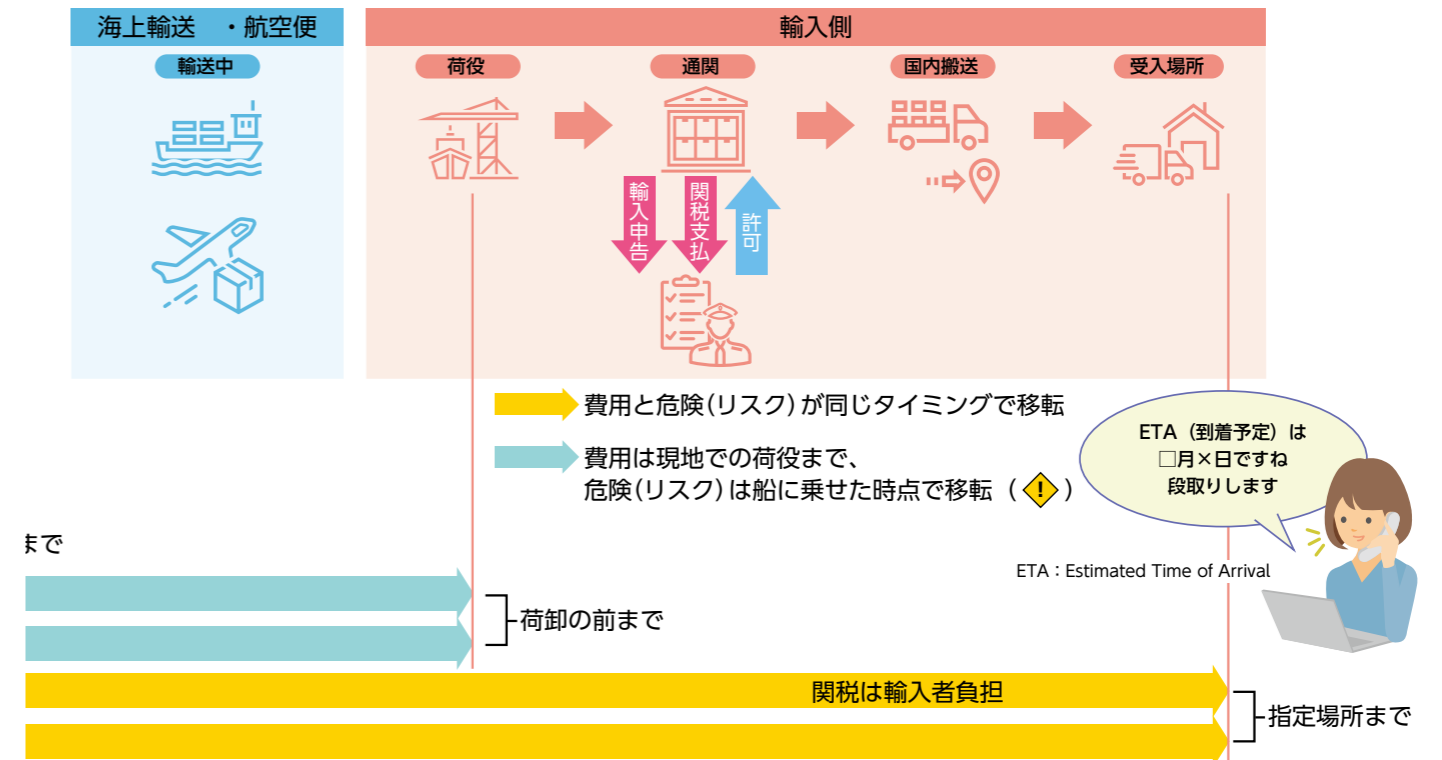 海上輸送 ・航空便
輸入側
輸送中
荷役
通関
国内搬送
受入場所
輸入申告
関税支払
許可
費用と危険(リスク)が同じタイミングで移転
費用は現地での荷役まで、
危険(リスク)は船に乗せた時点で移転 ( ! )
ETA(到着予定)は
□月×日ですね
段取りします
ETA:Estimated Time of Arrival
まで
荷卸の前まで
関税は輸入者負担
指定場所まで